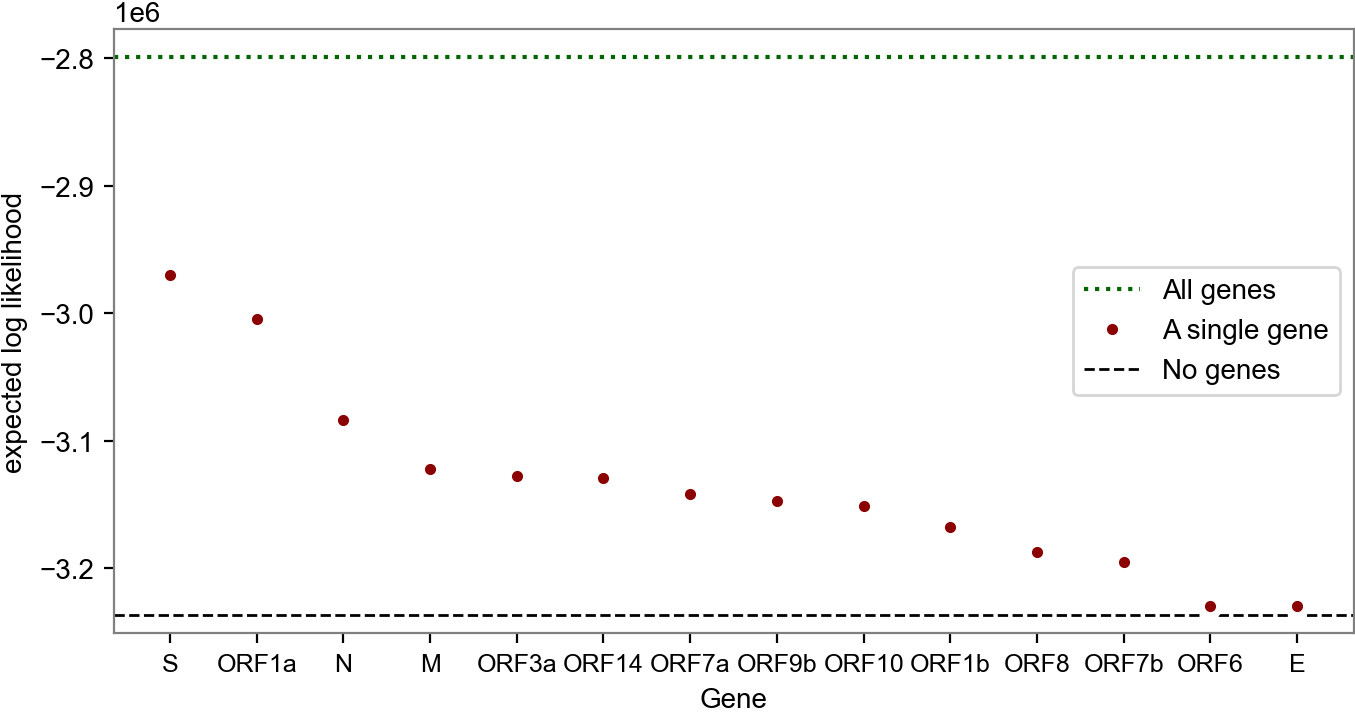 1e6
−2.8
−2.9
−3.0
−3.1
−3.2
expected log likelihood
All genes
A single gene
No genes
S ORF1a N M ORF3a ORF14 ORF7a ORF9b ORF10 ORF1b ORF8 ORF7b ORF6 E
Gene